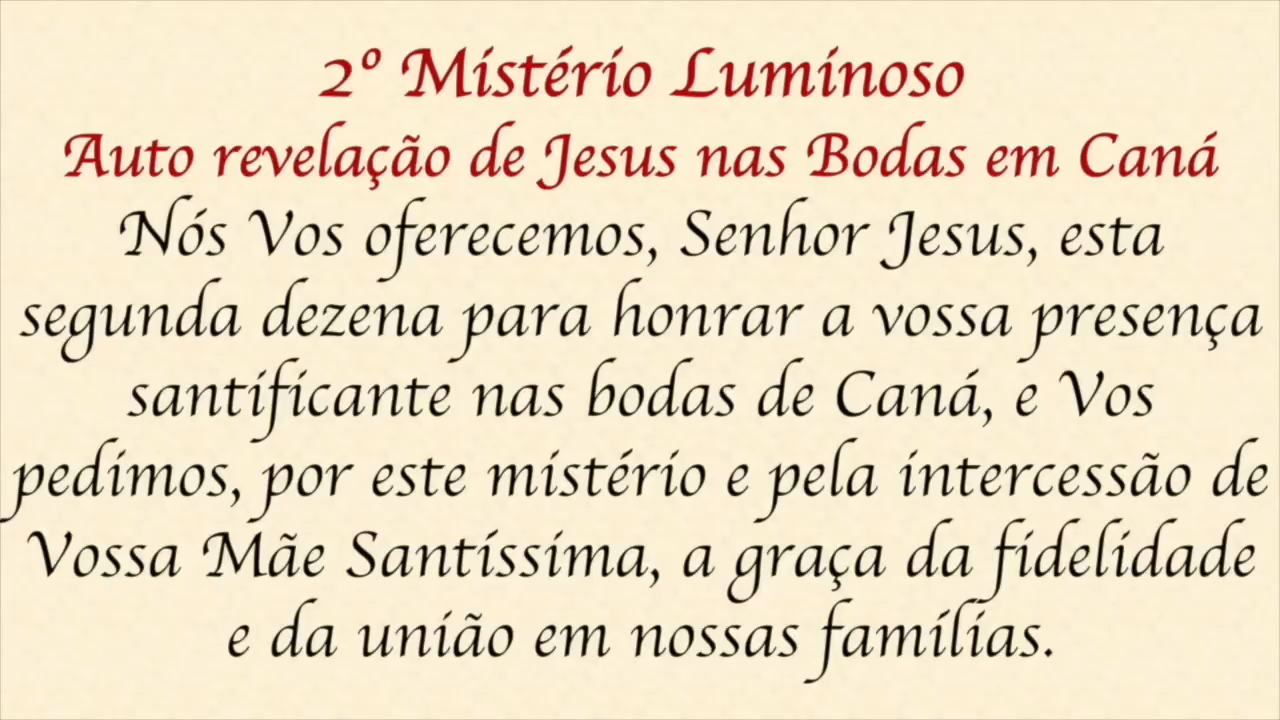 2º Mistério Luminoso
Auto revelação de Jesus nas Bodas em Caná
Nós Vos oferecemos, Senhor Jesus, esta
segunda dezena para honrar a vossa presença
santificante nas bodas de Caná, e Vos
pedimos, por este mistério e pela intercessão de
Vossa Mãe Santíssima, a graça da fidelidade
e da união em nossas famílias.